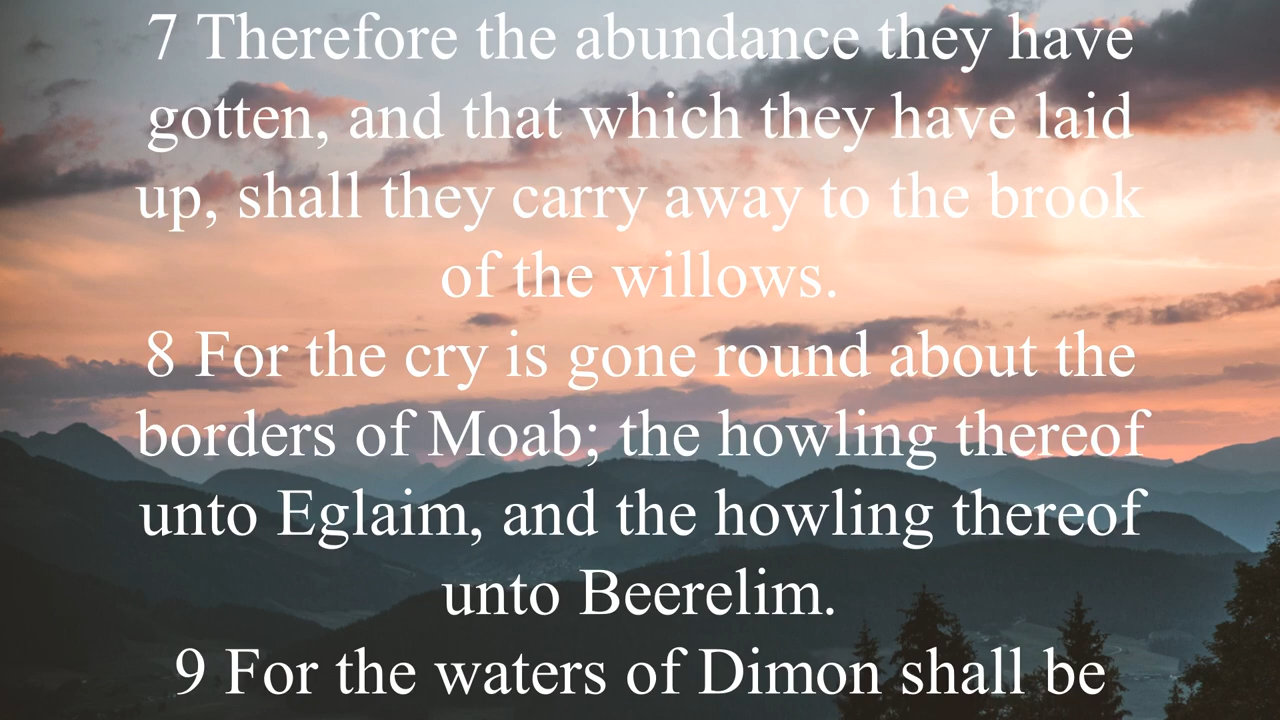 7 Therefore the abundance they have
gotten, and that which they have laid
up, shall they carry away to the brook
of the willows.
8 For the cry is gone round about the
borders of Moab; the howling thereof
unto Eglaim, and the howling thereof
unto Beerelim.
9 For the waters of Dimon shall be